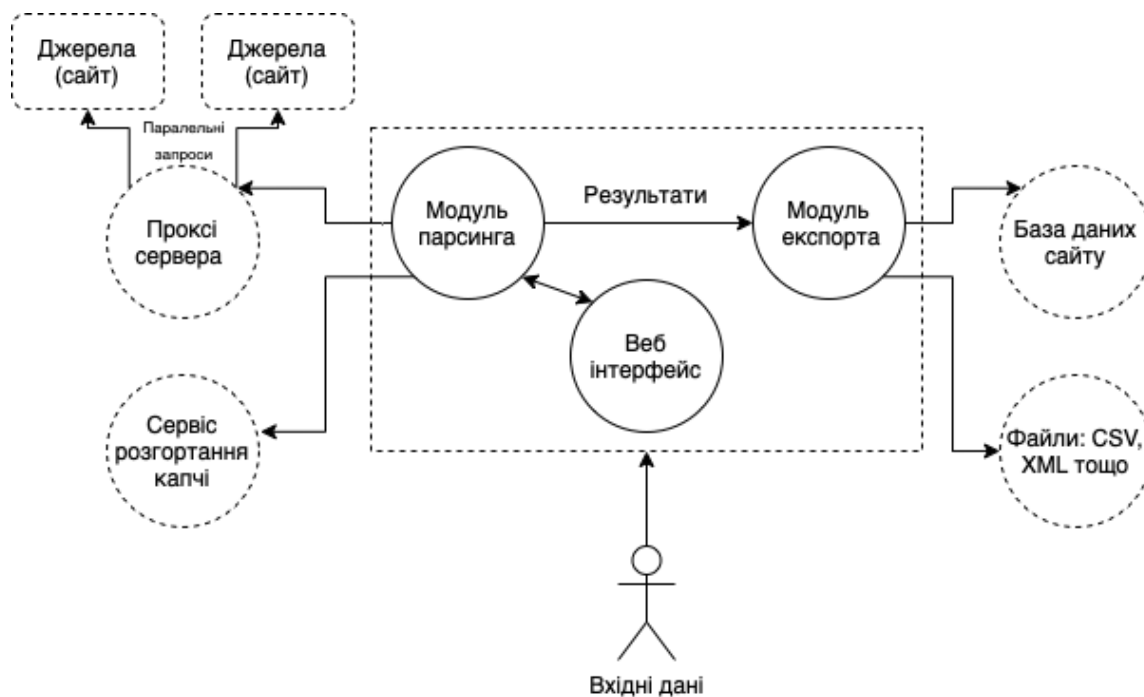 Джерела
(сайт)
Джерела
(сайт)
Паралельні
запроси
Проксі
сервера
Модуль
парсинга
Результати
Модуль
експорта
База даних
сайту
Веб
інтерфейс
Сервіс
розгортання
капчі
Файли: CSV,
XML тощо
Вхідні дані